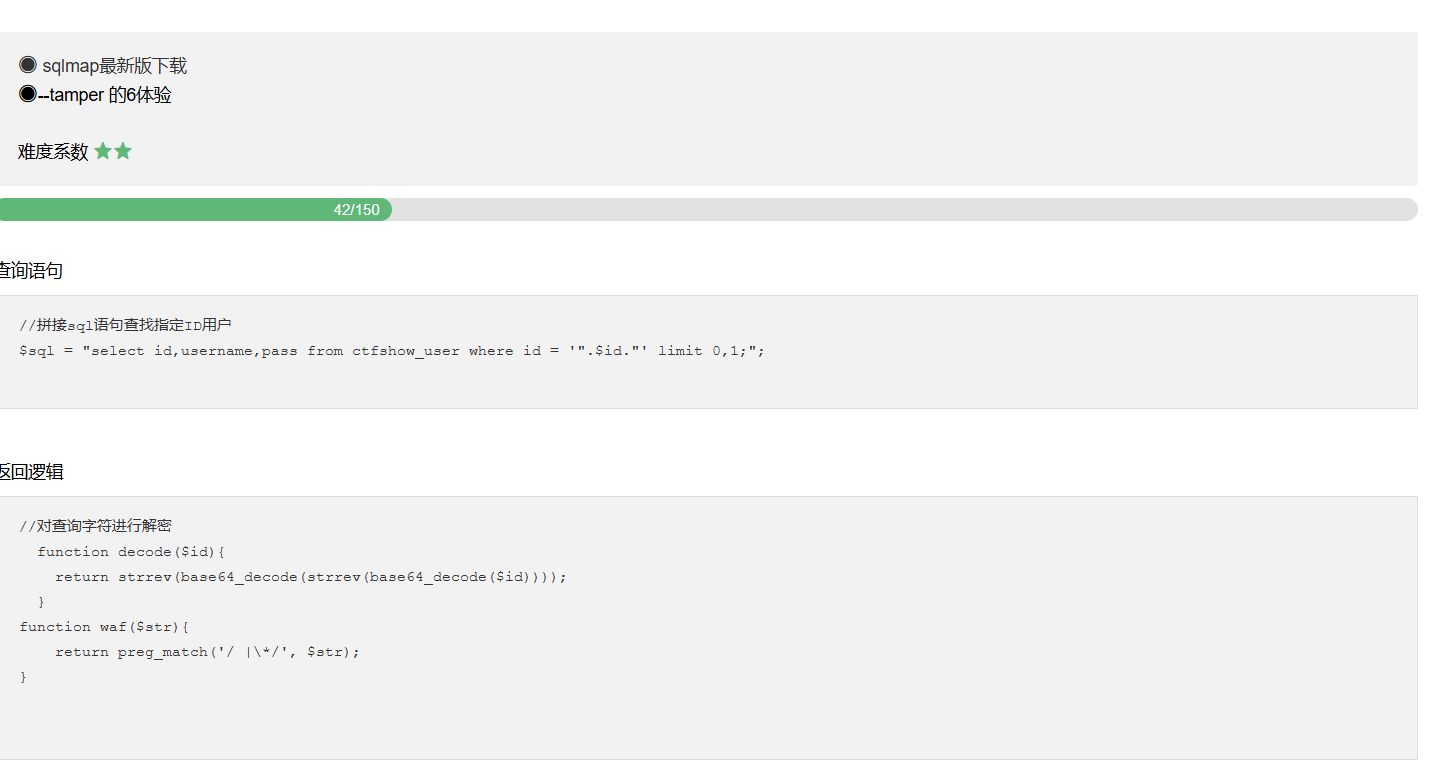 ◉ sqlmap最新版下载
◉--tamper 的6体验
难度系数 ★★
42/150
查询语句
//拼接sql语句查找指定ID用户
$sql = "select id,username,pass from ctfshow_user where id = '".$id."' limit 0,1;";
返回逻辑
//对查询字符进行解密
function decode($id){
return strrev(base64_decode(strrev(base64_decode($id))));
}
function waf($str){
return preg_match('/ |\*/', $str);
}